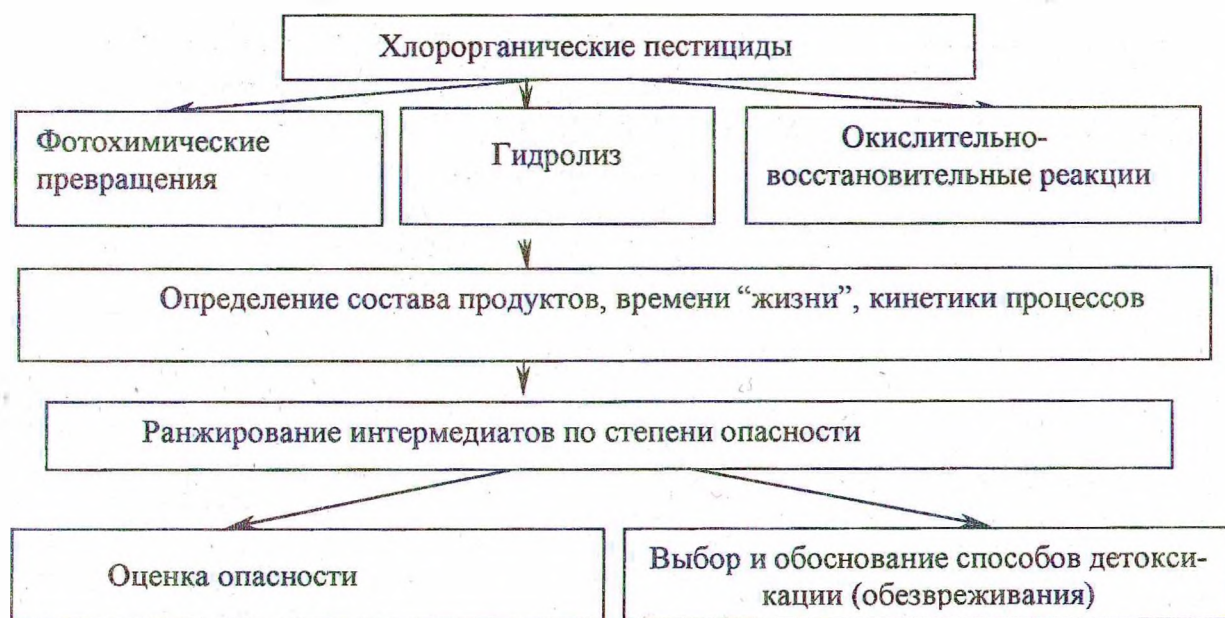 Хлорорганические пестициды
Фотохимические
превращения
Гидролиз
Окислительно-
восстановительные реакции
Определение состава продуктов, времени “жизни”, кинетики процессов
Ранжирование интермедиатов по степени опасности
Оценка опасности
Выбор и обоснование способов детокси-
кации (обезвреживания)